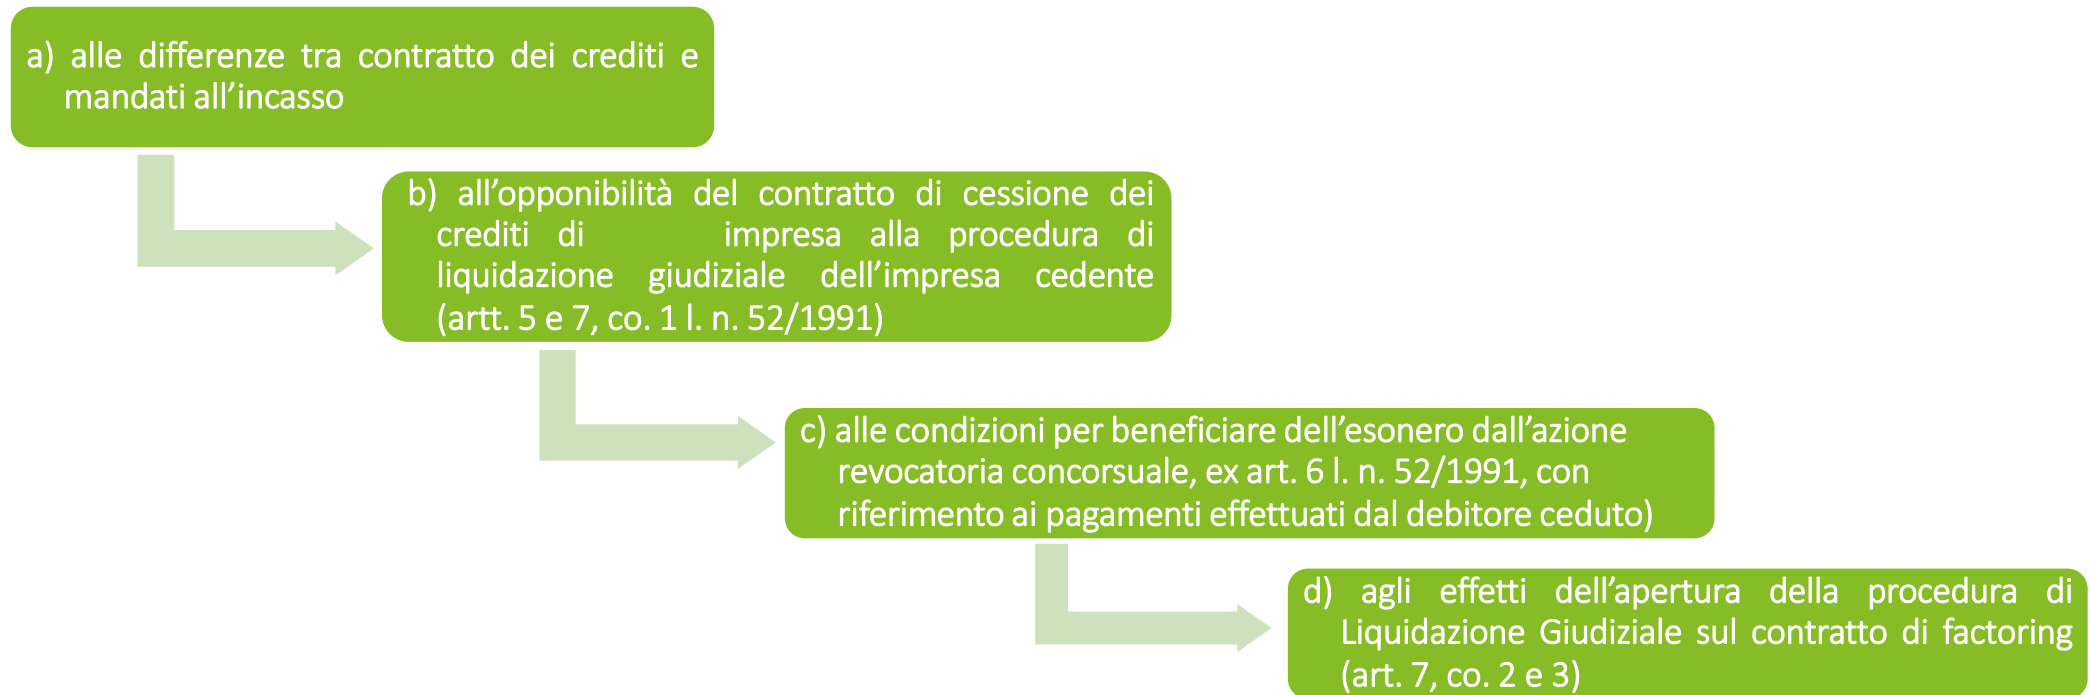 a) alle differenze tra contratto dei crediti e
mandati all’incasso
b) all’opponibilità del contratto di cessione dei
crediti di impresa alla procedura di
liquidazione giudiziale dell’impresa cedente
(artt. 5 e 7, co. 1 l. n. 52/1991)
c) alle condizioni per beneficiare dell’esonero dall’azione
revocatoria concorsuale, ex art. 6 l. n. 52/1991, con
riferimento ai pagamenti effettuati dal debitore ceduto)
d) agli effetti dell’apertura della procedura di
Liquidazione Giudiziale sul contratto di factoring
(art. 7, co. 2 e 3)